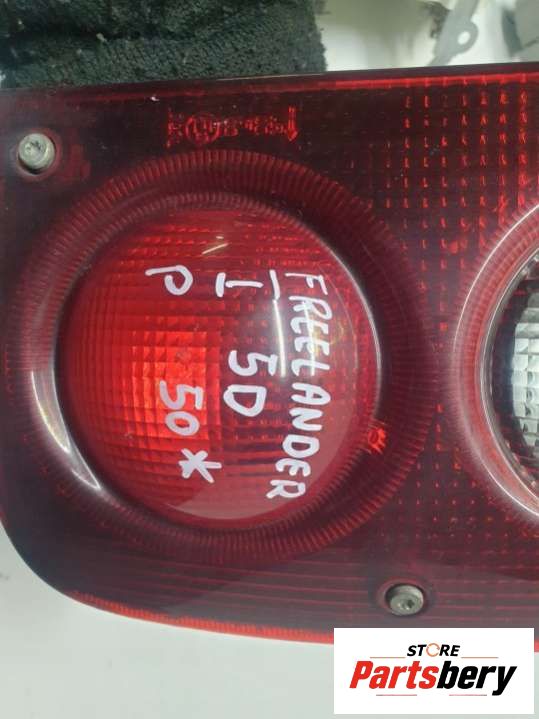 FREELANDER
I 5D
P 50*
STORE
Partsbery